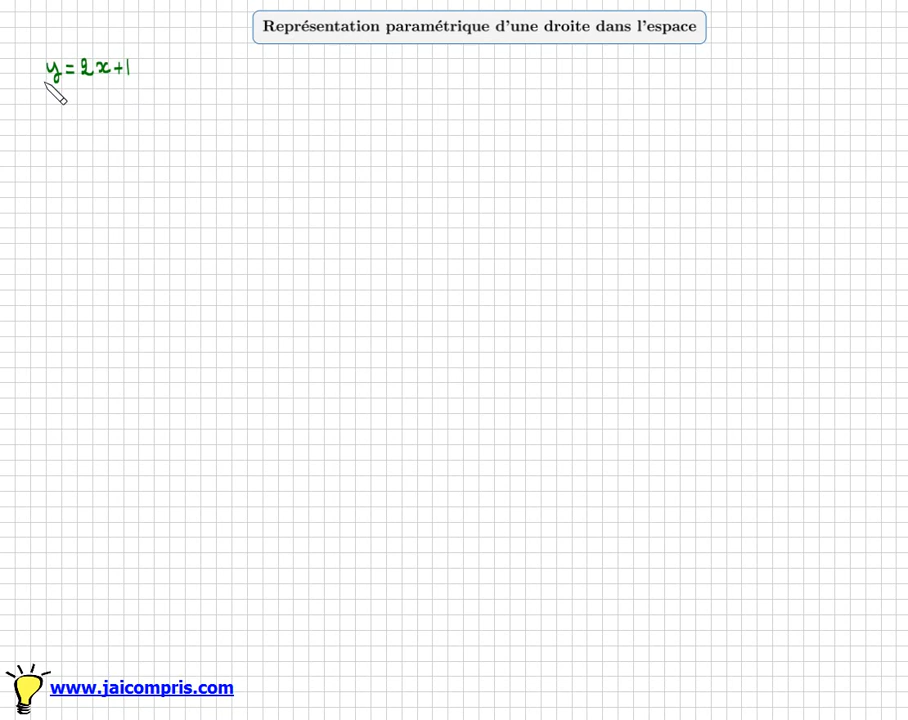 Représentation paramétrique d'une droite dans l'espace
y = 2x+1
www.jaicompris.com